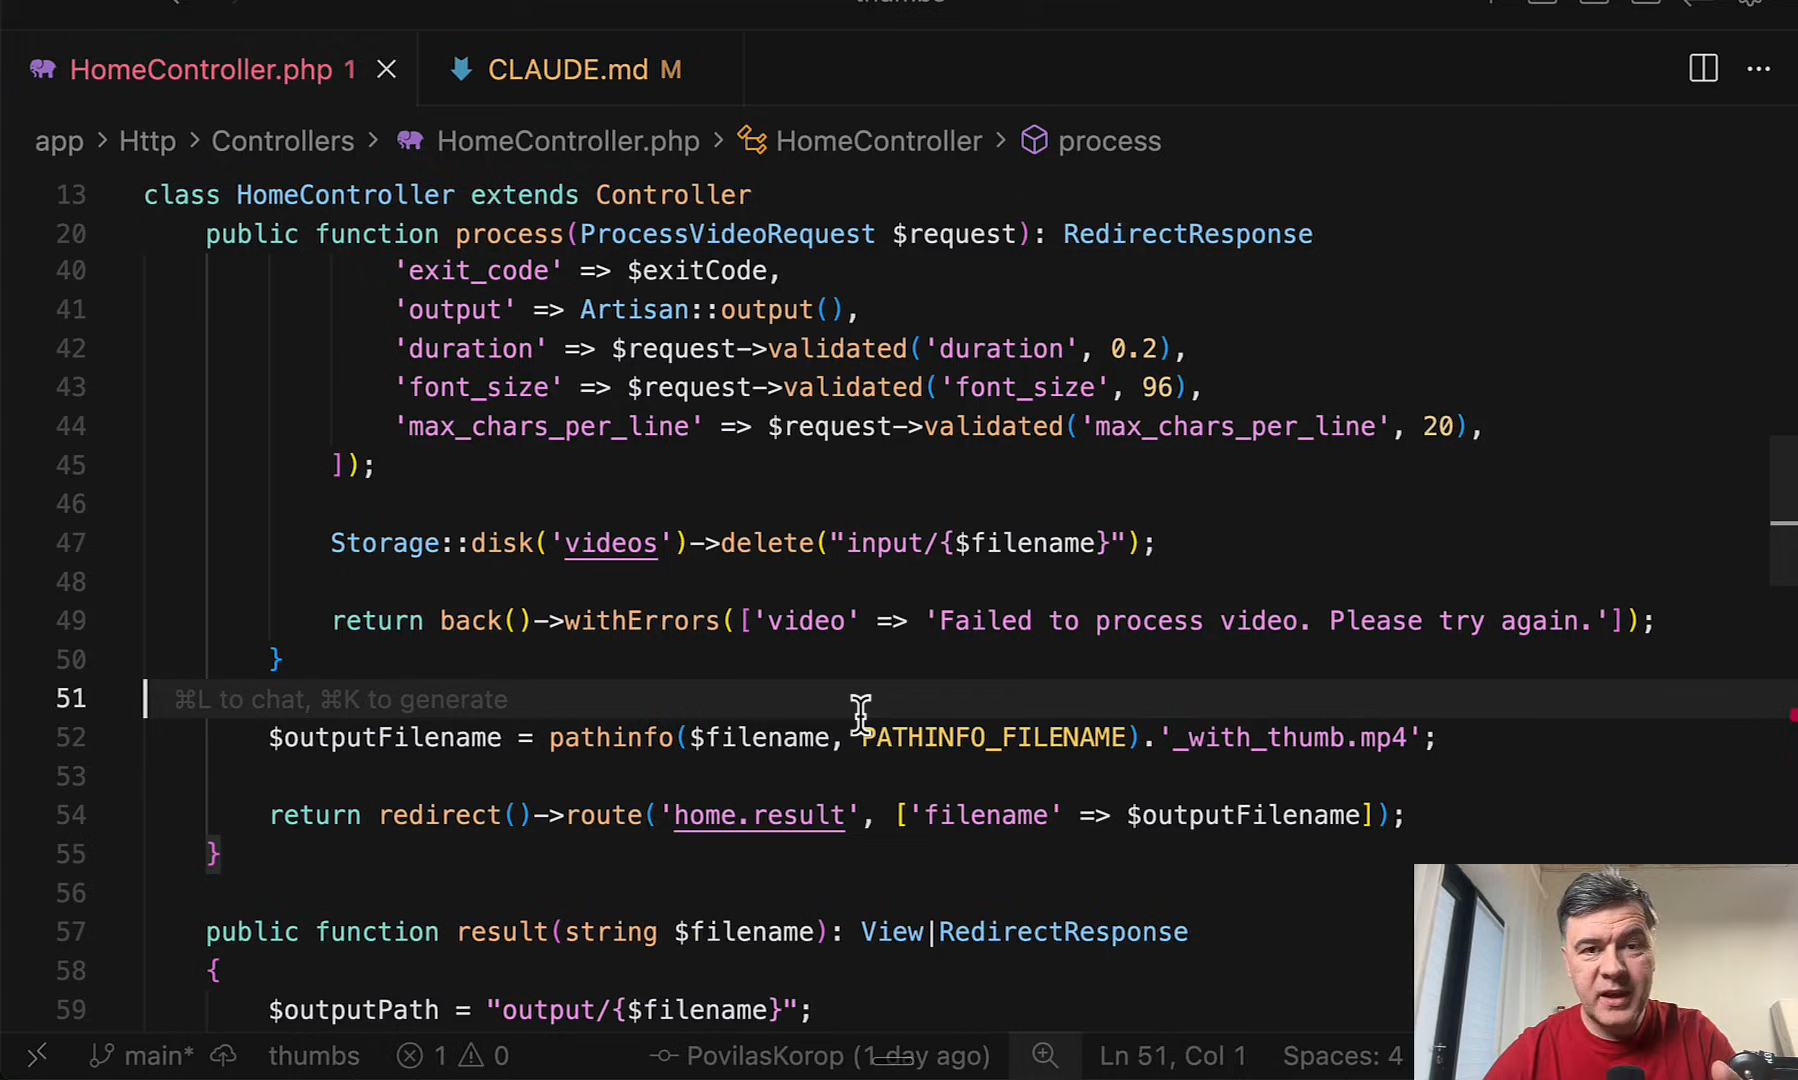 HomeController.php 1
CLAUDE.md M
app > Http > Controllers > HomeController.php > HomeController > process
13 class HomeController extends Controller
20 public function process(ProcessVideoRequest $request): RedirectResponse
40 'exit_code' => $exitCode,
41 'output' => Artisan::output(),
42 'duration' => $request->validated('duration', 0.2),
43 'font_size' => $request->validated('font_size', 96),
44 'max_chars_per_line' => $request->validated('max_chars_per_line', 20),
45 ]);
46
47 Storage::disk('videos')->delete("input/{$filename}");
48
49 return back()->withErrors(['video' => 'Failed to process video. Please try again.']);
50 }
51 ⌘L to chat, ⌘K to generate
52 $outputFilename = pathinfo($filename, PATHINFO_FILENAME).'_with_thumb.mp4';
53
54 return redirect()->route('home.result', ['filename' => $outputFilename]);
55 }
56
57 public function result(string $filename): View|RedirectResponse
58 {
59 $outputPath = "output/{$filename}";
main* thumbs 1 0 PovilasKorop (1 day ago) Ln 51, Col 1 Spaces: 4